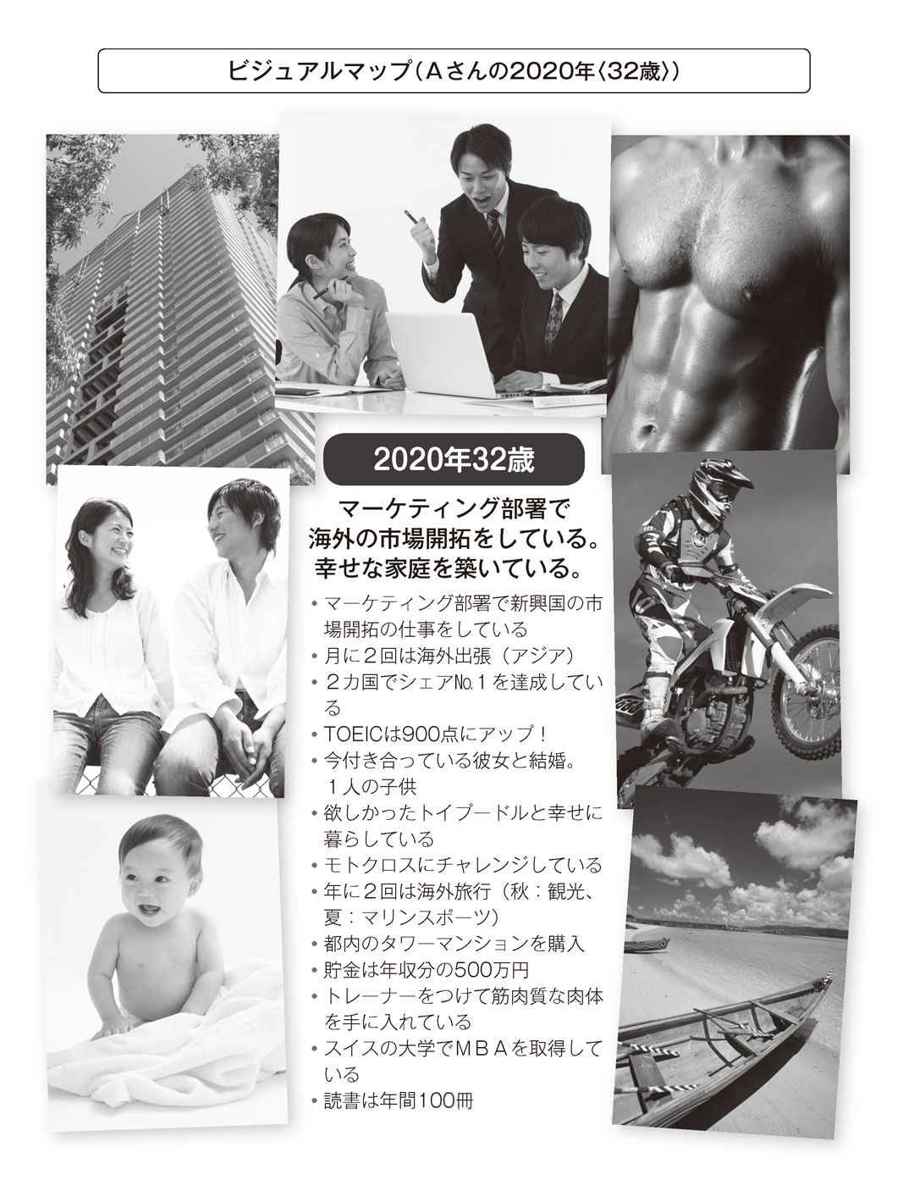 ビジュアルマップ(Aさんの2020年〈32歳〉)
2020年32歳
マーケティング部署で
海外の市場開拓をしている。
幸せな家庭を築いている。
・マーケティング部署で新興国の市
場開拓の仕事をしている
・月に２回は海外出張（アジア）
・２カ国でシェア№１を達成してい
る
・TOEICは900点にアップ！
・今付き合っている彼女と結婚。
１人の子供
・欲しかったトイプードルと幸せに
暮らしている
・モトクロスにチャレンジしている
・年に２回は海外旅行（秋：観光、
夏：マリンスポーツ）
・都内のタワーマンションを購入
・貯金は年収分の500万円
・トレーナーをつけて筋肉質な肉体
を手に入れている
・スイスの大学でＭＢＡを取得して
いる
・読書は年間100冊